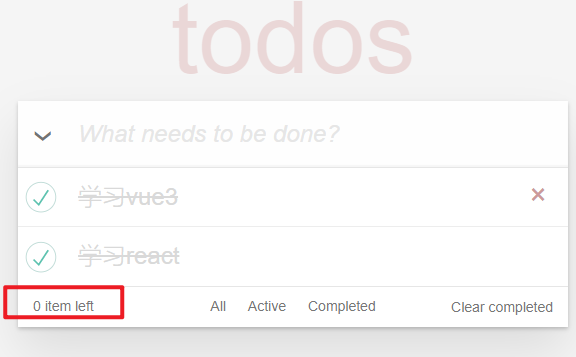 todos
What needs to be done?
学习vue3
学习react
0 item left All Active Completed Clear completed